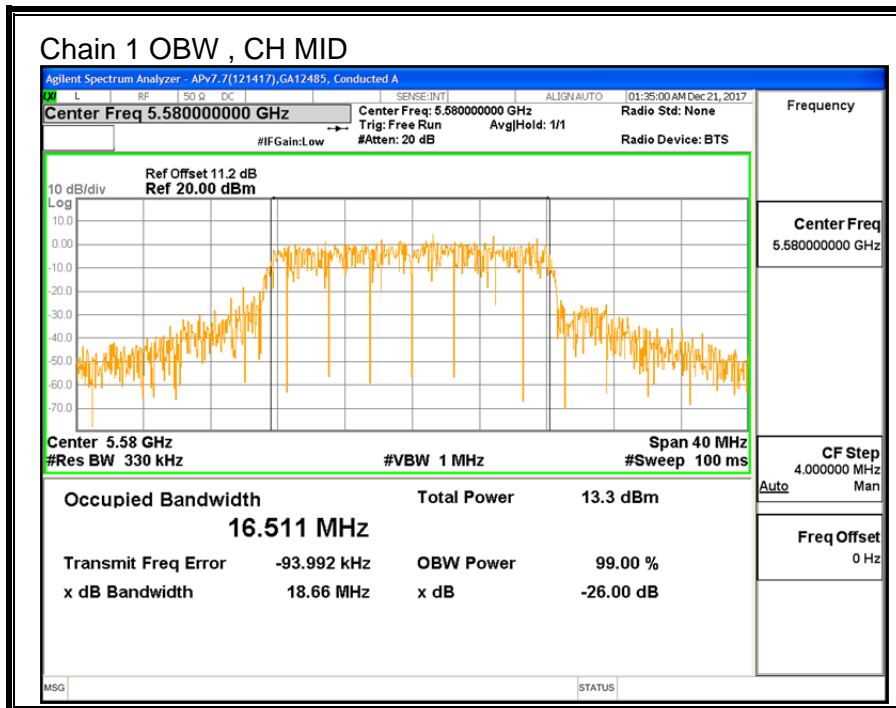 Chain 1 OBW , CH MID
Agilent Spectrum Analyzer - APv7.7(121417),GA12485, Conducted A
LXI L RF 50 Ω DC SENSE:INT ALIGN AUTO 01:35:00 AM Dec 21, 2017
Center Freq 5.580000000 GHz
Center Freq: 5.580000000 GHz
Radio Std: None
Trig: Free Run Avg|Hold: 1/1
#IFGain:Low
#Atten: 20 dB
Radio Device: BTS
Ref Offset 11.2 dB
10 dB/div Ref 20.00 dBm
Log
10.0
0.00
-10.0
-20.0
-30.0
-40.0
-50.0
-60.0
-70.0
Center 5.58 GHz Span 40 MHz
#Res BW 330 kHz #VBW 1 MHz #Sweep 100 ms
Occupied Bandwidth Total Power 13.3 dBm
16.511 MHz
Transmit Freq Error -93.992 kHz OBW Power 99.00 %
x dB Bandwidth 18.66 MHz x dB -26.00 dB
MSG STATUS
Frequency
Center Freq
5.580000000 GHz
CF Step
4.000000 MHz
Auto Man
Freq Offset
0 Hz